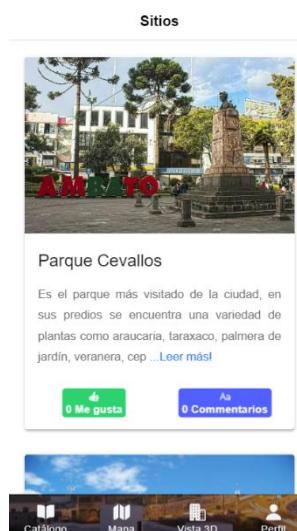 Sitios
AMBATO
Parque Cevallos
Es el parque más visitado de la ciudad, en
sus predios se encuentra una variedad de
plantas como araucaria, taraxaco, palmera de
jardín, veranera, cep ...Leer más!
0 Me gusta
Aa
0 Commentarios
Catálogo Mapa Vista 3D Perfil